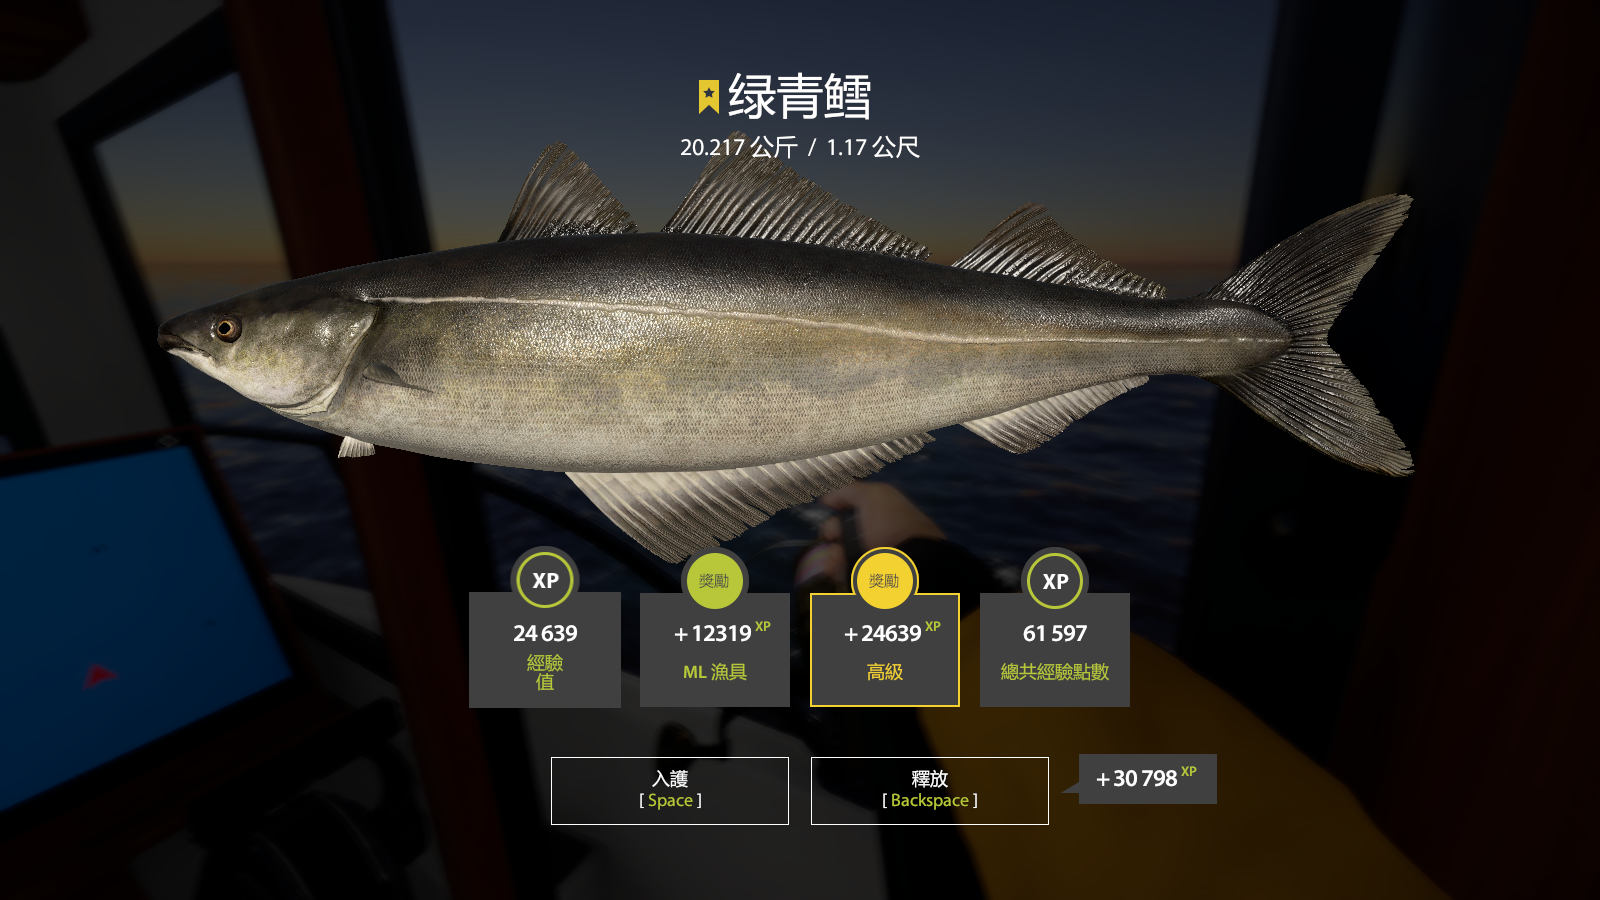 绿青鳕
20.217 公斤 / 1.17 公尺
XP
獎勵
獎勵
XP
24 639
經驗
值
+ 12319 XP
ML 漁具
+ 24639 XP
高級
61 597
總共經驗點數
入護
[ Space ]
釋放
[ Backspace ]
+ 30 798 XP